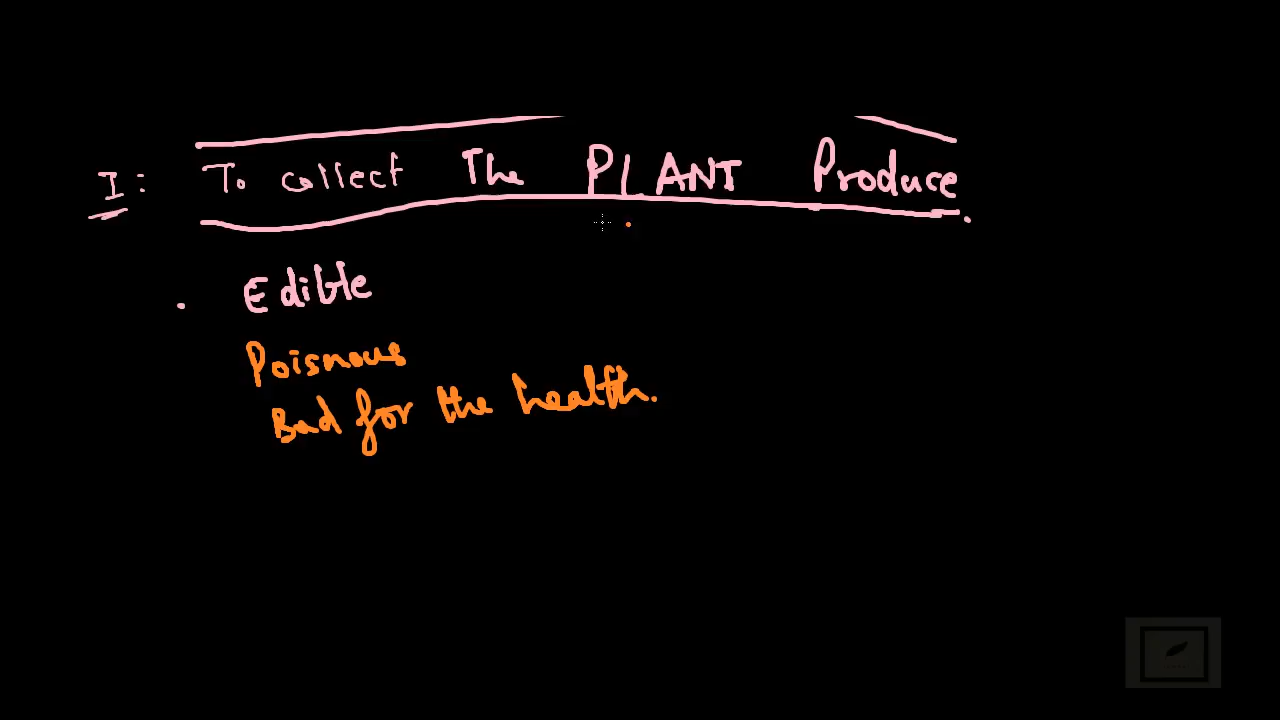 I: To collect The PLANT Produce.
. Edible
Poisnous
Bad for the health.